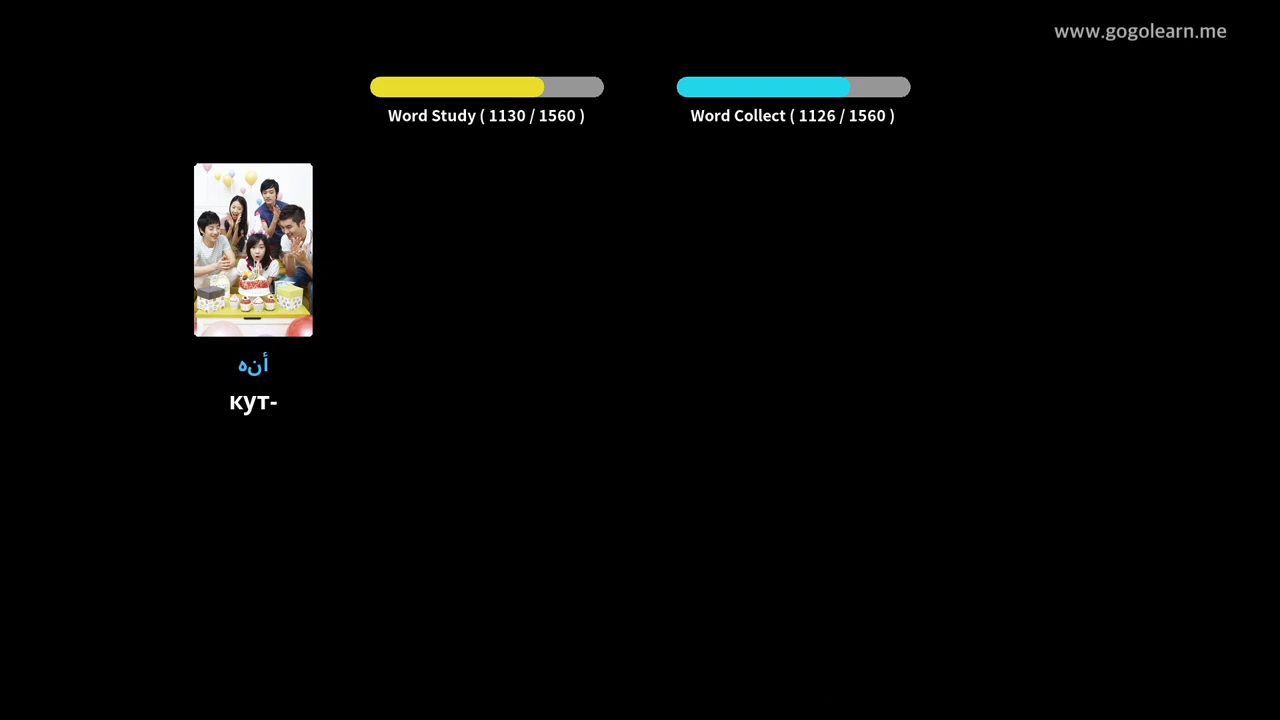 www.gogolearn.me
Word Study ( 1130 / 1560 )
Word Collect ( 1126 / 1560 )
أنﻩ
кут-